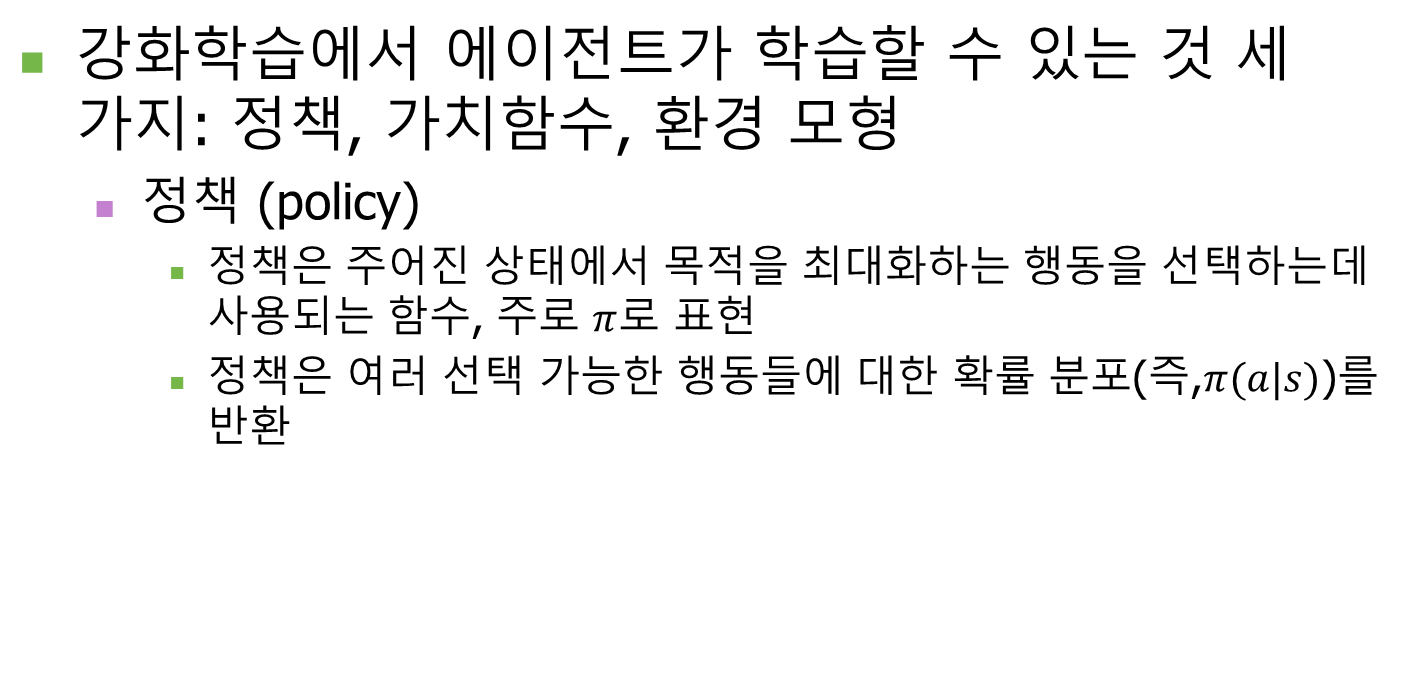 ▪ 강화학습에서 에이전트가 학습할 수 있는 것 세
가지: 정책, 가치함수, 환경 모형
▪ 정책 (policy)
▪ 정책은 주어진 상태에서 목적을 최대화하는 행동을 선택하는데
사용되는 함수, 주로 𝜋로 표현
▪ 정책은 여러 선택 가능한 행동들에 대한 확률 분포(즉,𝜋(𝑎|𝑠))를
반환